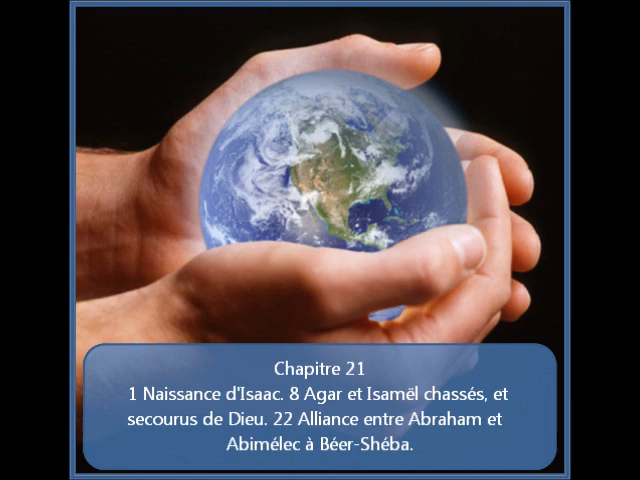 Chapitre 21
1 Naissance d'Isaac. 8 Agar et Isamël chassés, et
secourus de Dieu. 22 Alliance entre Abraham et
Abimélec à Béer-Shéba.